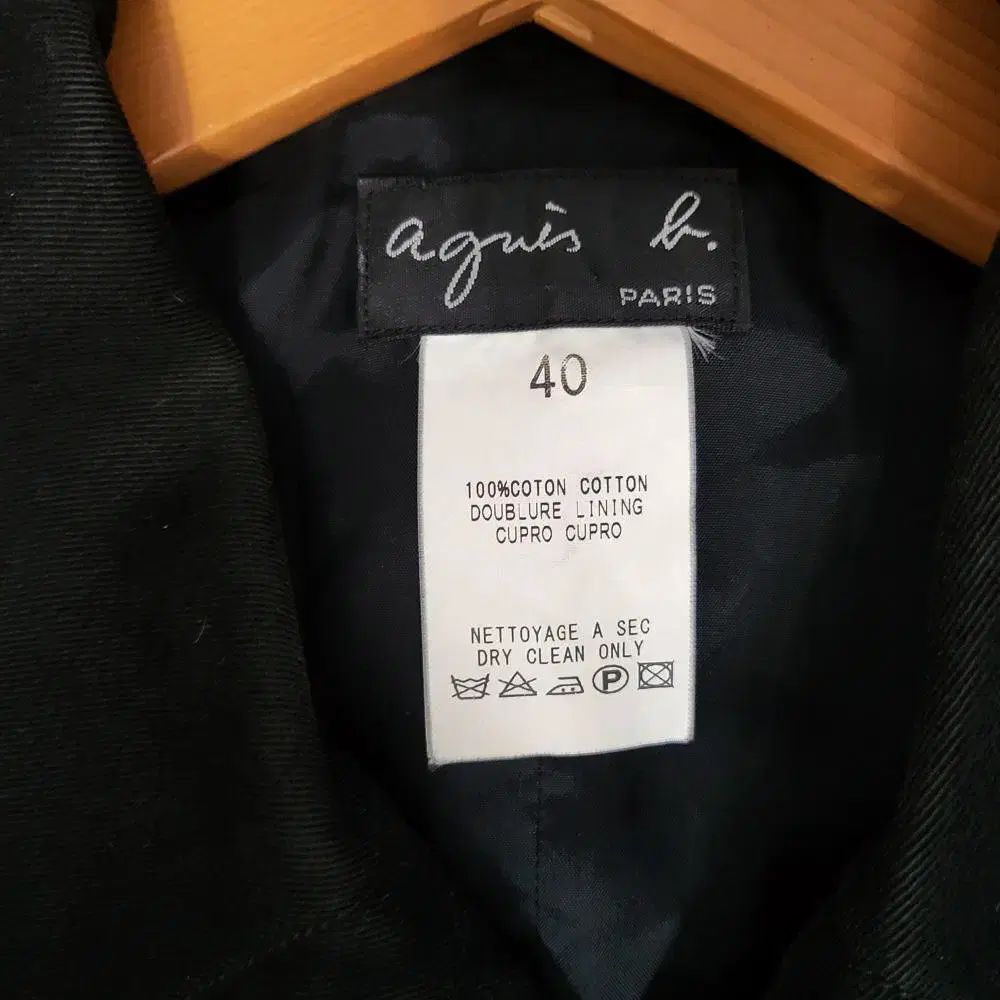 agnès b.
PARIS
40
100%COTON COTTON
DOUBLURE LINING
CUPRO CUPRO
NETTOYAGE A SEC
DRY CLEAN ONLY
P